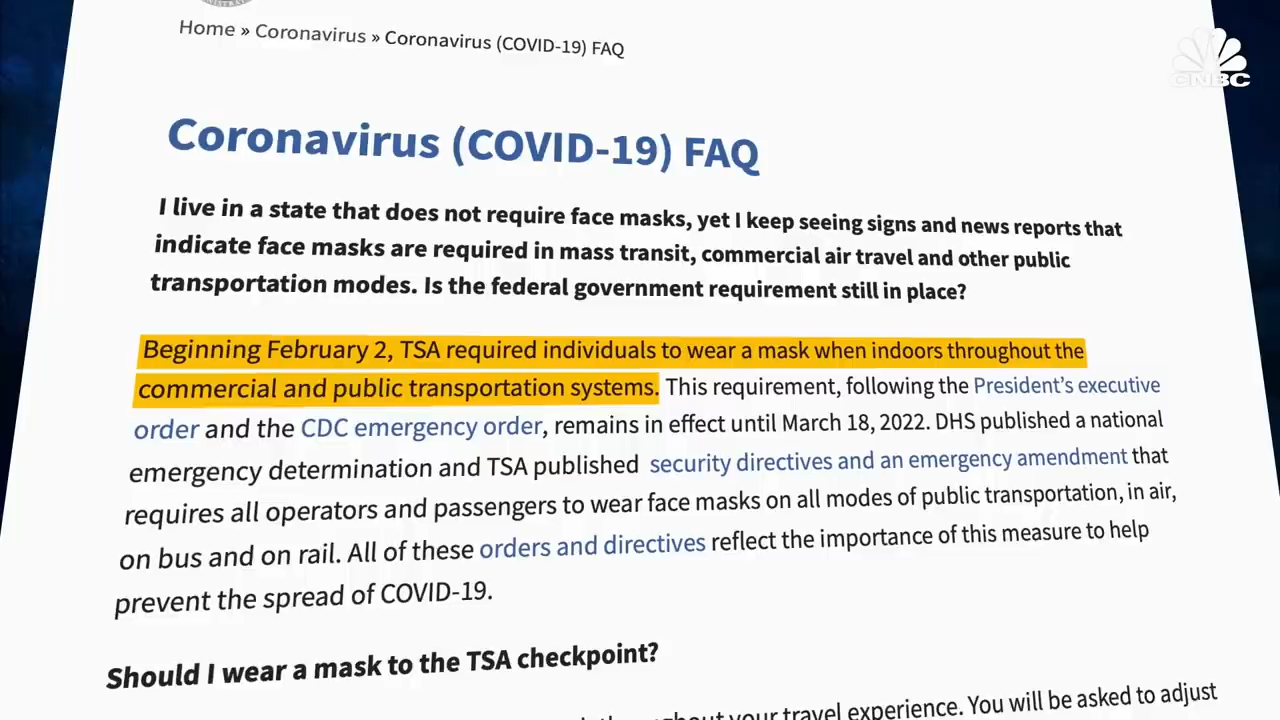 Home » Coronavirus » Coronavirus (COVID-19) FAQ
CNBC
Coronavirus (COVID-19) FAQ
I live in a state that does not require face masks, yet I keep seeing signs and news reports that
indicate face masks are required in mass transit, commercial air travel and other public
transportation modes. Is the federal government requirement still in place?
Beginning February 2, TSA required individuals to wear a mask when indoors throughout the
commercial and public transportation systems. This requirement, following the President's executive
order and the CDC emergency order, remains in effect until March 18, 2022. DHS published a national
emergency determination and TSA published security directives and an emergency amendment that
requires all operators and passengers to wear face masks on all modes of public transportation, in air,
on bus and on rail. All of these orders and directives reflect the importance of this measure to help
prevent the spread of COVID-19.
Should I wear a mask to the TSA checkpoint?
your travel experience. You will be asked to adjust